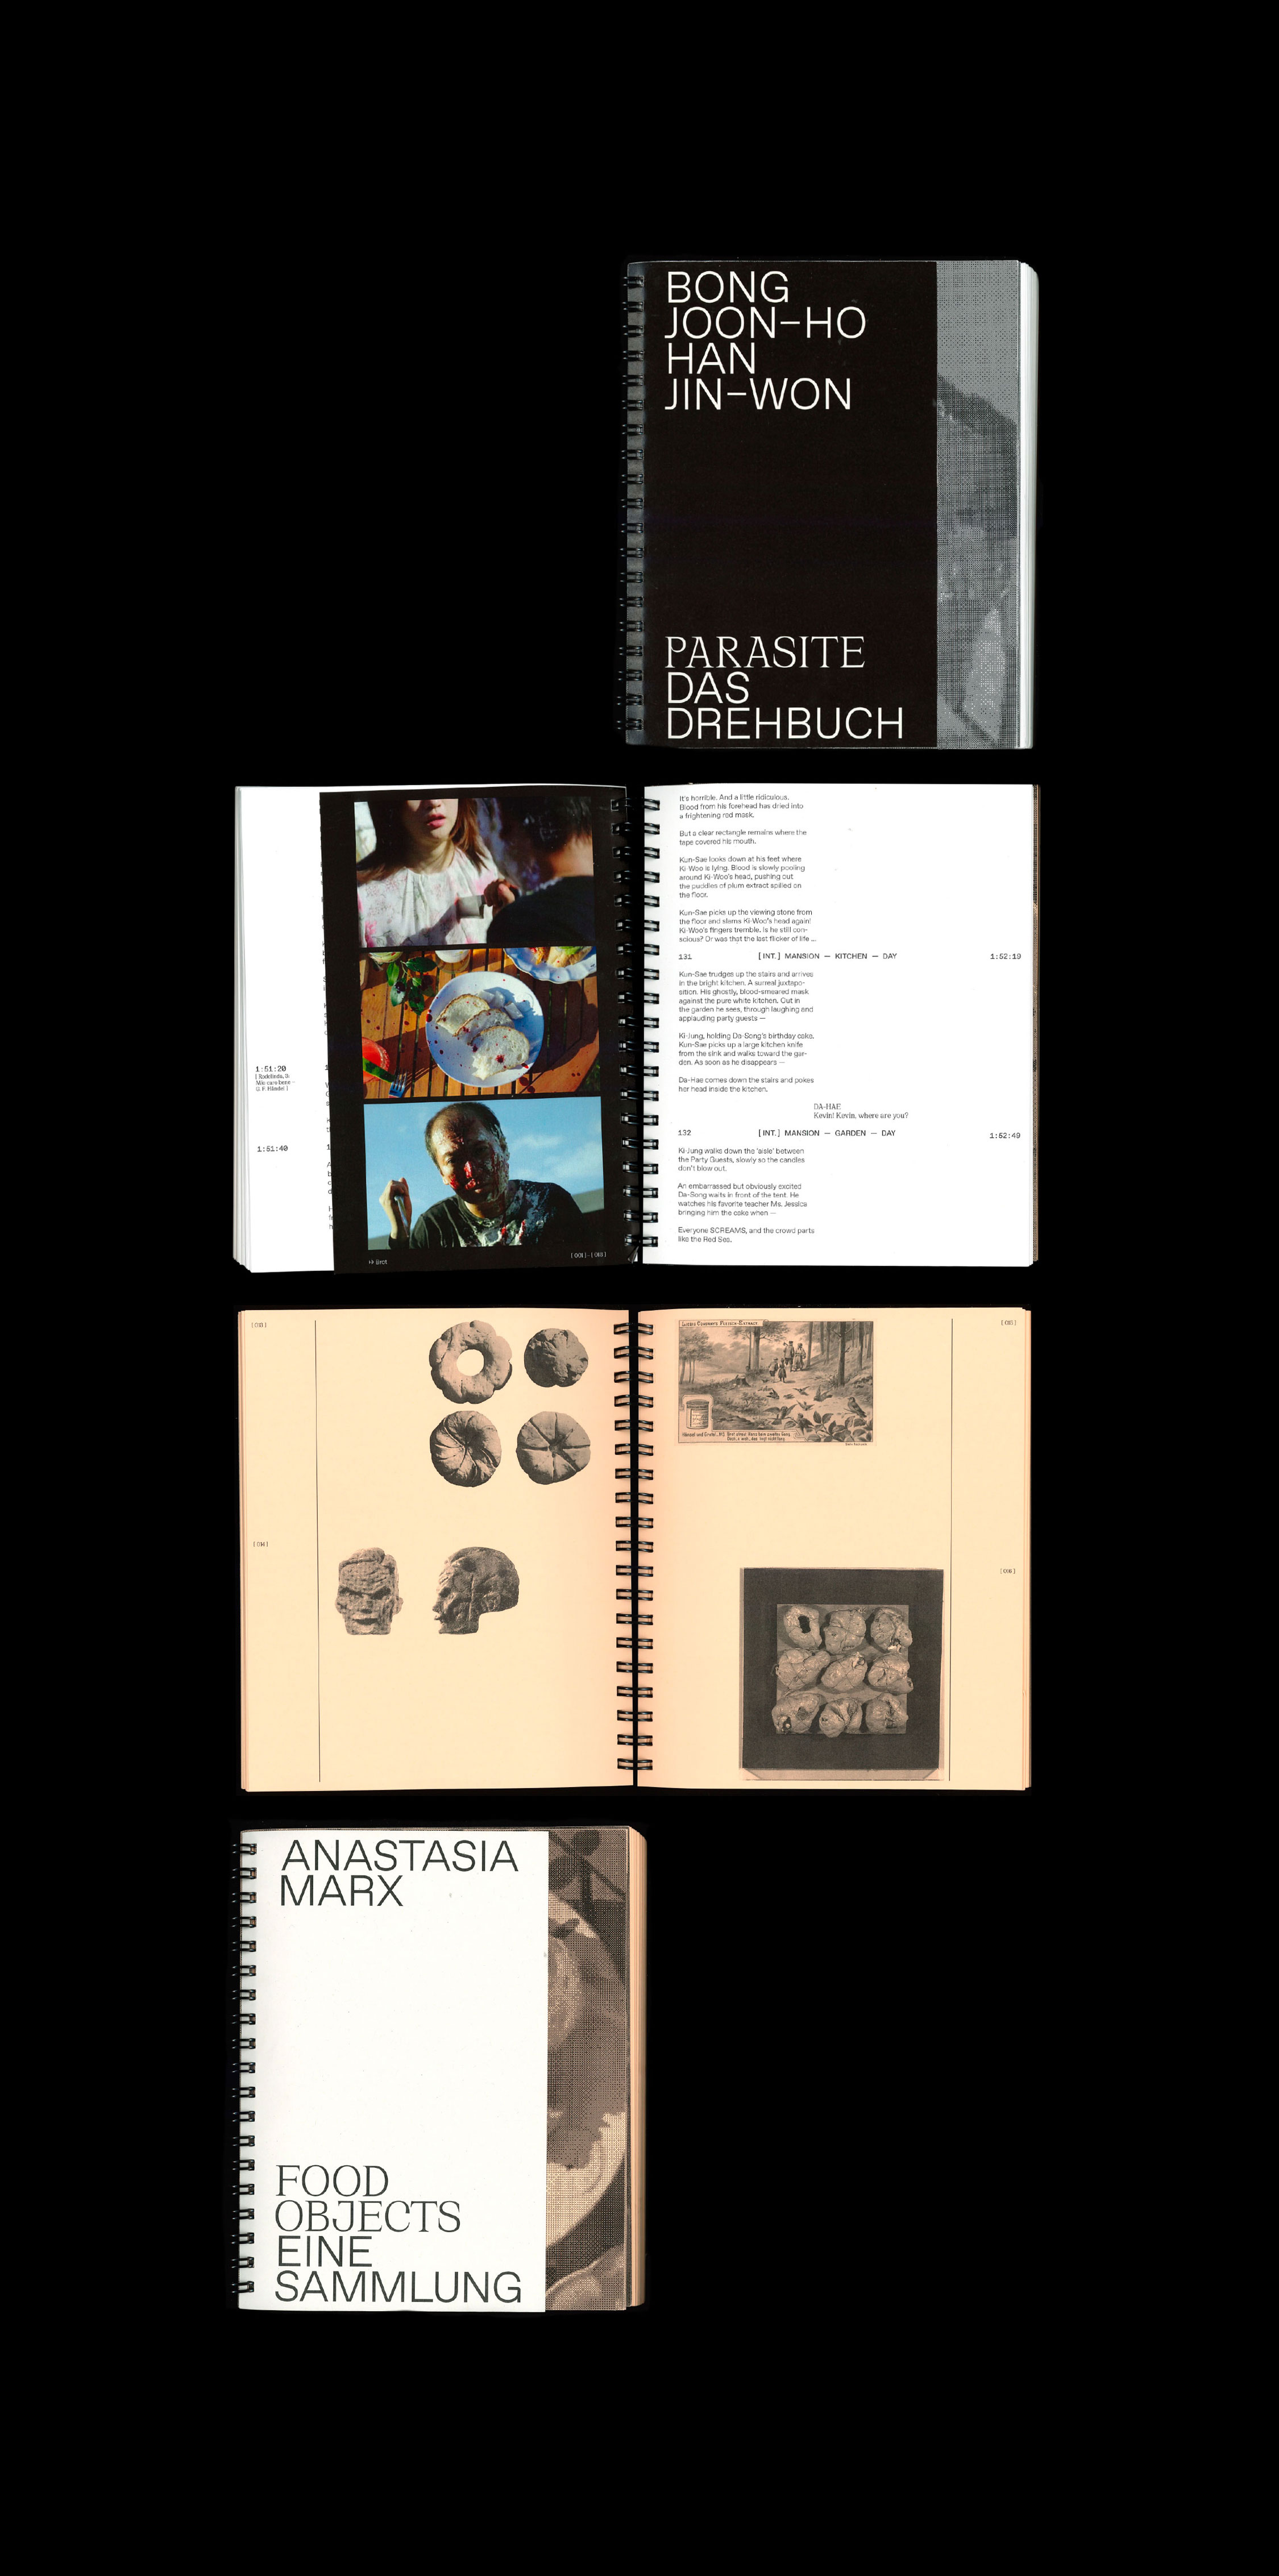 BONG
JOON–HO
HAN
JIN–WON
PARASITE
DAS
DREHBUCH
1:51:20
[ Rodelinda, II:
Mio caro bene –
G. F. Händel ]
1:51:40
>> Brot
It's horrible. And a little ridiculous.
Blood from his forehead has dried into
a frightening red mask.
But a clear rectangle remains where the
tape covered his mouth.
Kun-Sae looks down at his feet where
Ki-Woo is lying. Blood is slowly pooling
around Ki-Woo's head, pushing out
the puddles of plum extract spilled on
the floor.
Kun-Sae picks up the viewing stone from
the floor and slams Ki-Woo's head again!
Ki-Woo's fingers tremble. Is he still con-
scious? Or was that the last flicker of life ...
131 [ INT. ] MANSION — KITCHEN — DAY 1:52:19
Kun-Sae trudges up the stairs and arrives
in the bright kitchen. A surreal juxtapo-
sition. His ghostly, blood-smeared mask
against the pure white kitchen. Out in
the garden he sees, through laughing and
applauding party guests —
Ki-Jung, holding Da-Song's birthday cake.
Kun-Sae picks up a large kitchen knife
from the sink and walks toward the gar-
den. As soon as he disappears —
Da-Hae comes down the stairs and pokes
her head inside the kitchen.
DA-HAE
Kevin! Kevin, where are you?
132 [ INT. ] MANSION — GARDEN — DAY 1:52:49
Ki-Jung walks down the 'aisle' between
the Party Guests, slowly so the candles
don't blow out.
An embarrassed but obviously excited
Da-Song waits in front of the tent. He
watches his favorite teacher Ms. Jessica
bringing him the cake when —
Everyone SCREAMS, and the crowd parts
like the Red Sea.
[ 014 ]
ANASTASIA
MARX
FOOD
OBJECTS
EINE
SAMMLUNG